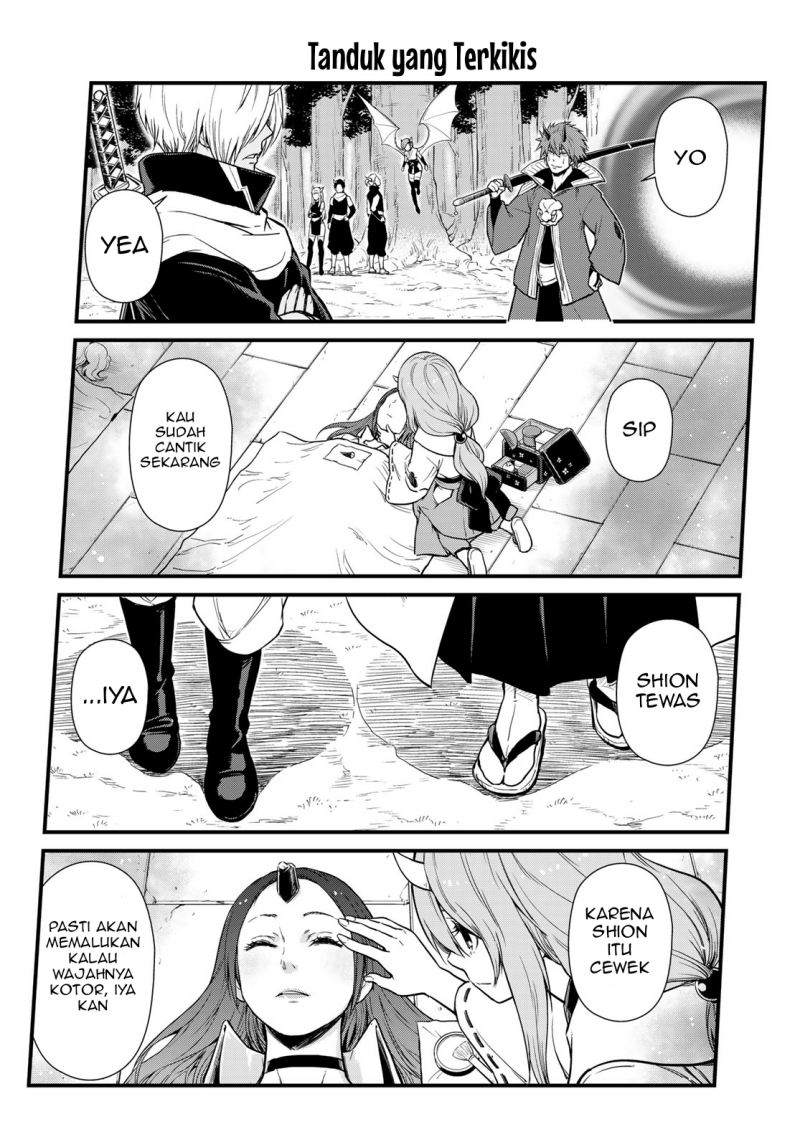 Tanduk yang Terkikis
YO
YEA
SIP
KAU
SUDAH
CANTIK
SEKARANG
SHION
TEWAS
...IYA
KARENA
SHION
ITU
CEWEK
PASTI AKAN
MEMALUKAN
KALAU
WAJAHNYA
KOTOR, IYA
KAN